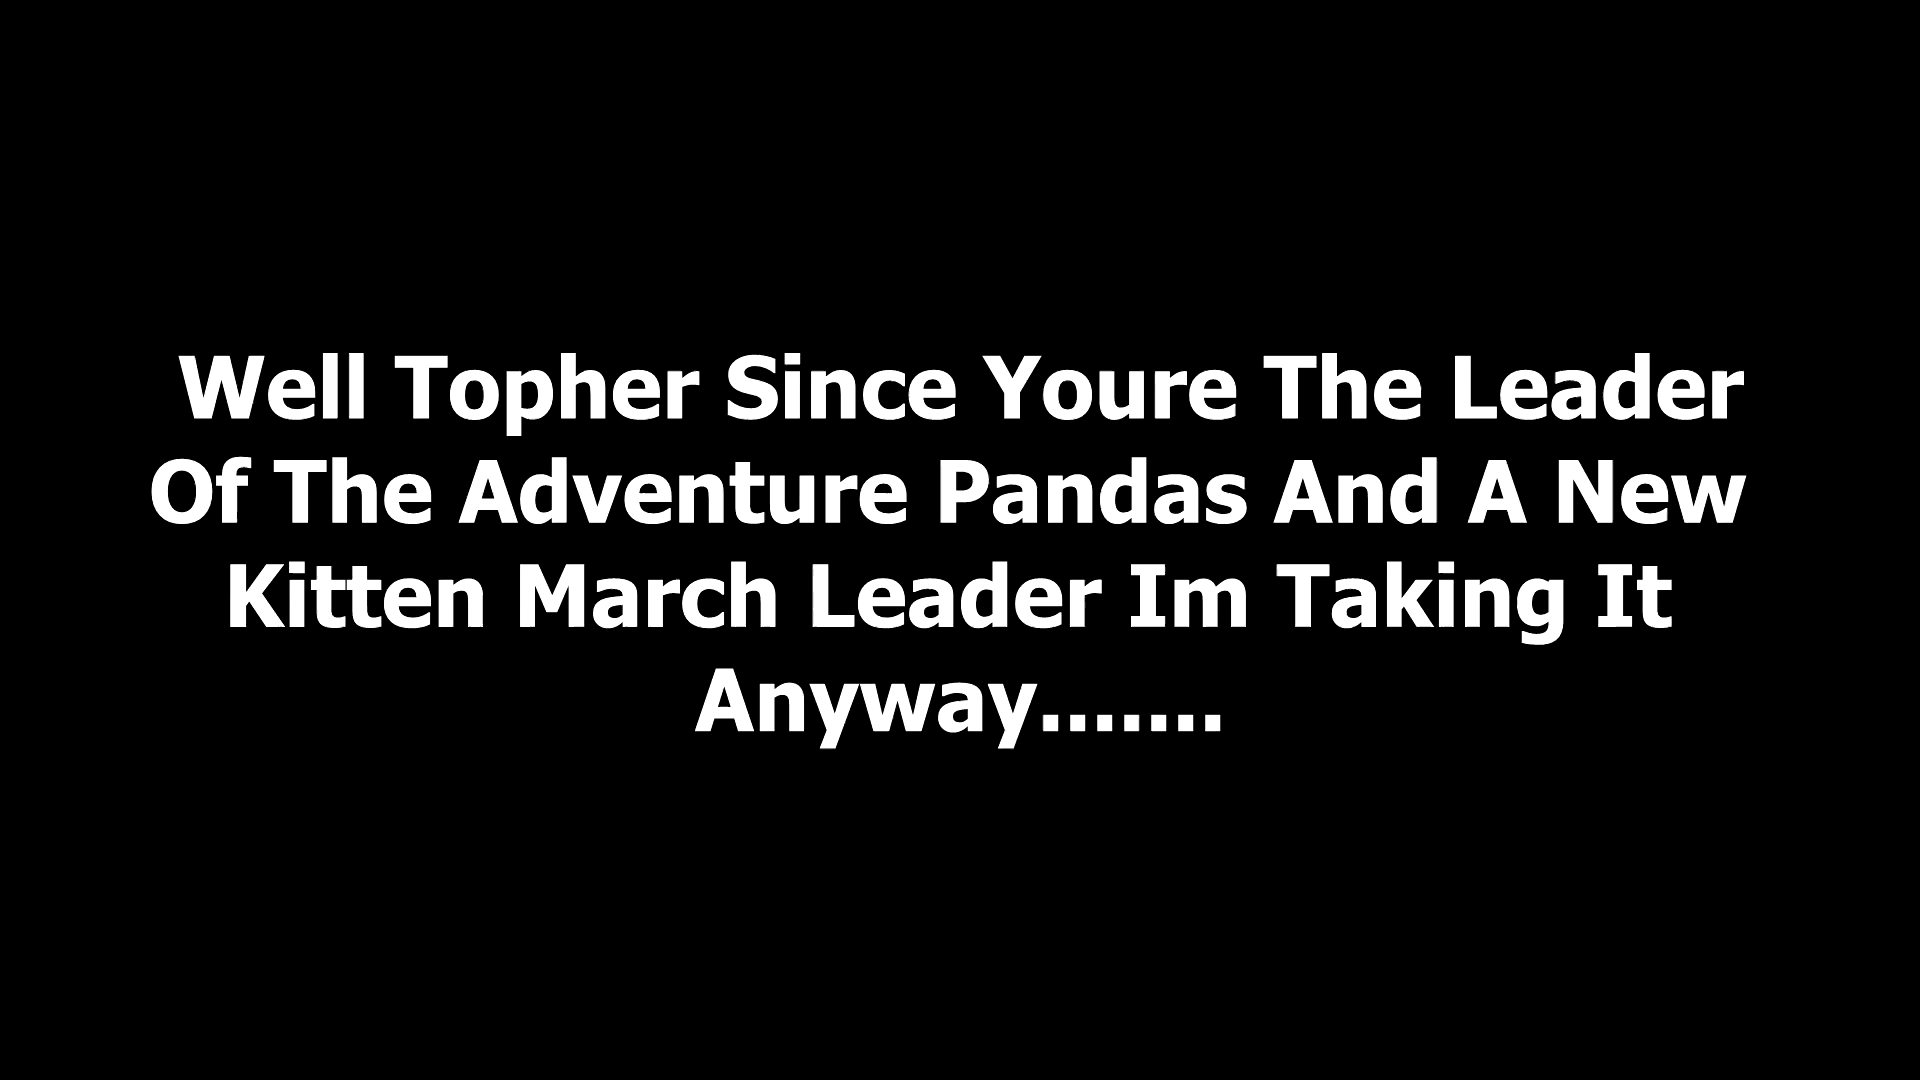 Well Topher Since Youre The Leader
Of The Adventure Pandas And A New
Kitten March Leader Im Taking It
Anyway.......